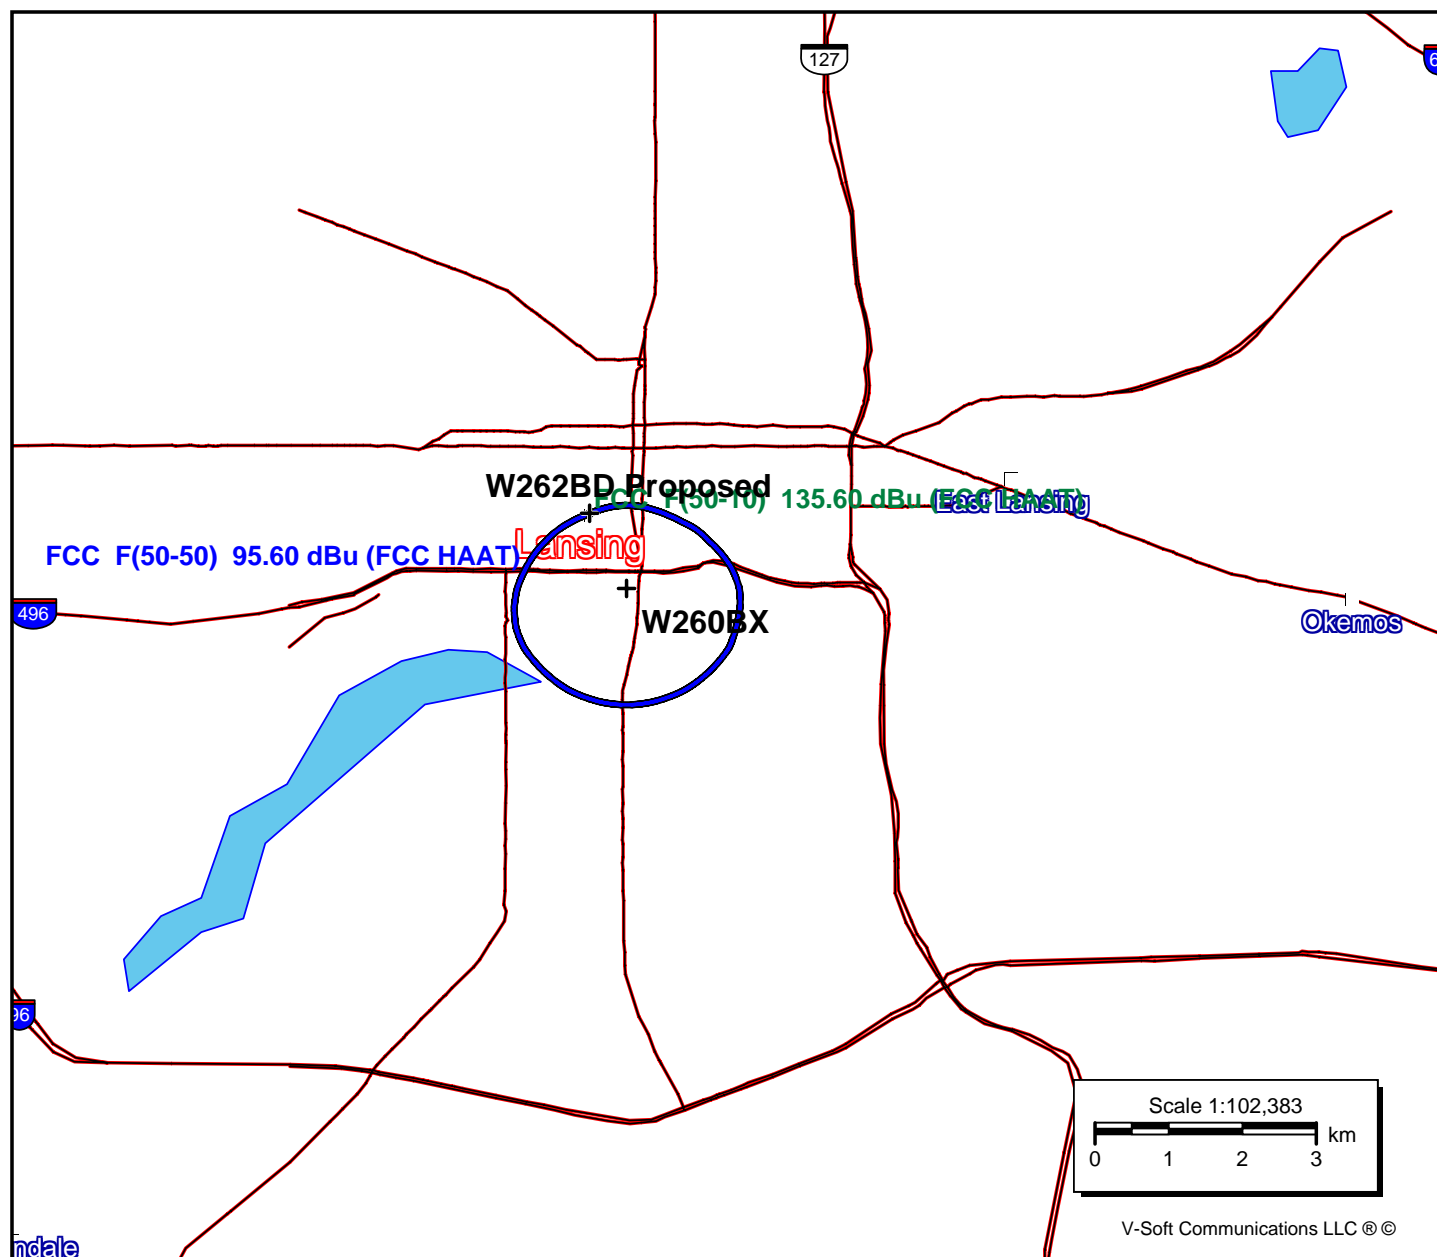 127
W262BD Proposed
FCC F(50-10) 135.60 dBu (FCC HAAT)
East Lansing
Lansing
FCC F(50-50) 95.60 dBu (FCC HAAT)
496
W260BX
Okemos
96
Scale 1:102,383
km
0 1 2 3
V-Soft Communications LLC ® ©
ndale